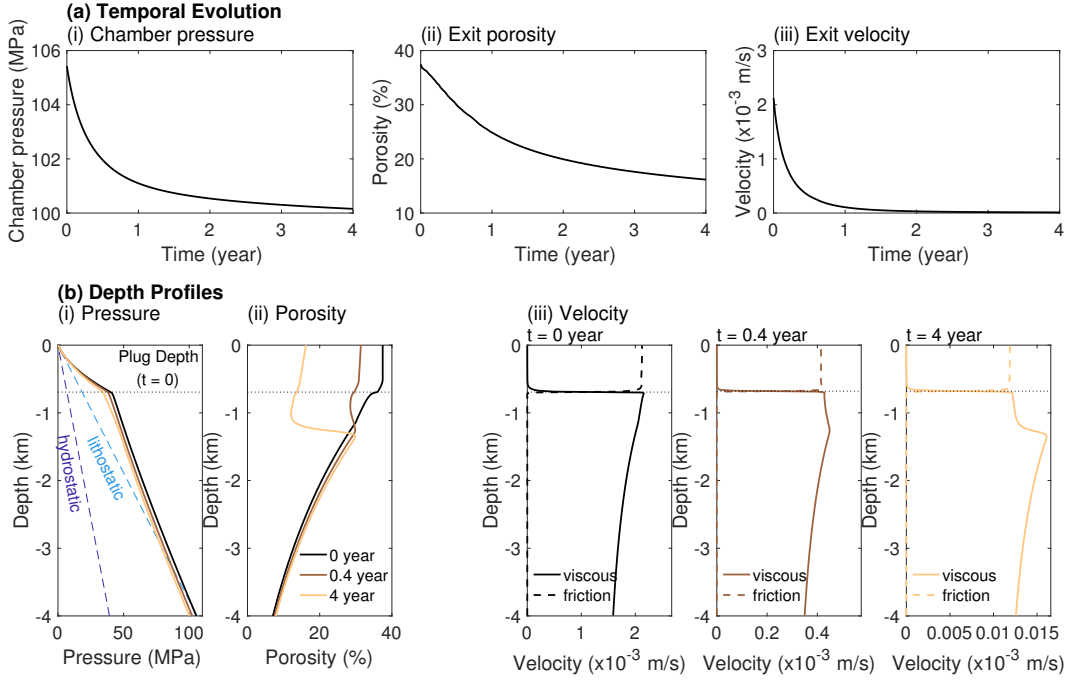 (a) Temporal Evolution
(i) Chamber pressure
Chamber pressure (MPa)
106
104
102
100
0
1
2
3
4
Time (year)
(ii) Exit porosity
Porosity (%)
40
30
20
10
0
1
2
3
4
Time (year)
(iii) Exit velocity
Velocity (x10⁻³ m/s)
3
2
1
0
0
1
2
3
4
Time (year)
(b) Depth Profiles
(i) Pressure
Depth (km)
0
-1
-2
-3
-4
Plug Depth
(t = 0)
hydrostatic
lithostatic
0
50
100
Pressure (MPa)
(ii) Porosity
Depth (km)
0
-1
-2
-3
-4
0 year
0.4 year
4 year
0
20
40
Porosity (%)
(iii) Velocity
t = 0 year
Depth (km)
0
-1
-2
-3
-4
viscous
friction
0
1
2
Velocity (x10⁻³ m/s)
t = 0.4 year
Depth (km)
0
-1
-2
-3
-4
viscous
friction
0
0.2
0.4
Velocity (x10⁻³ m/s)
t = 4 year
Depth (km)
0
-1
-2
-3
-4
viscous
friction
0
0.005
0.01
0.015
Velocity (x10⁻³ m/s)